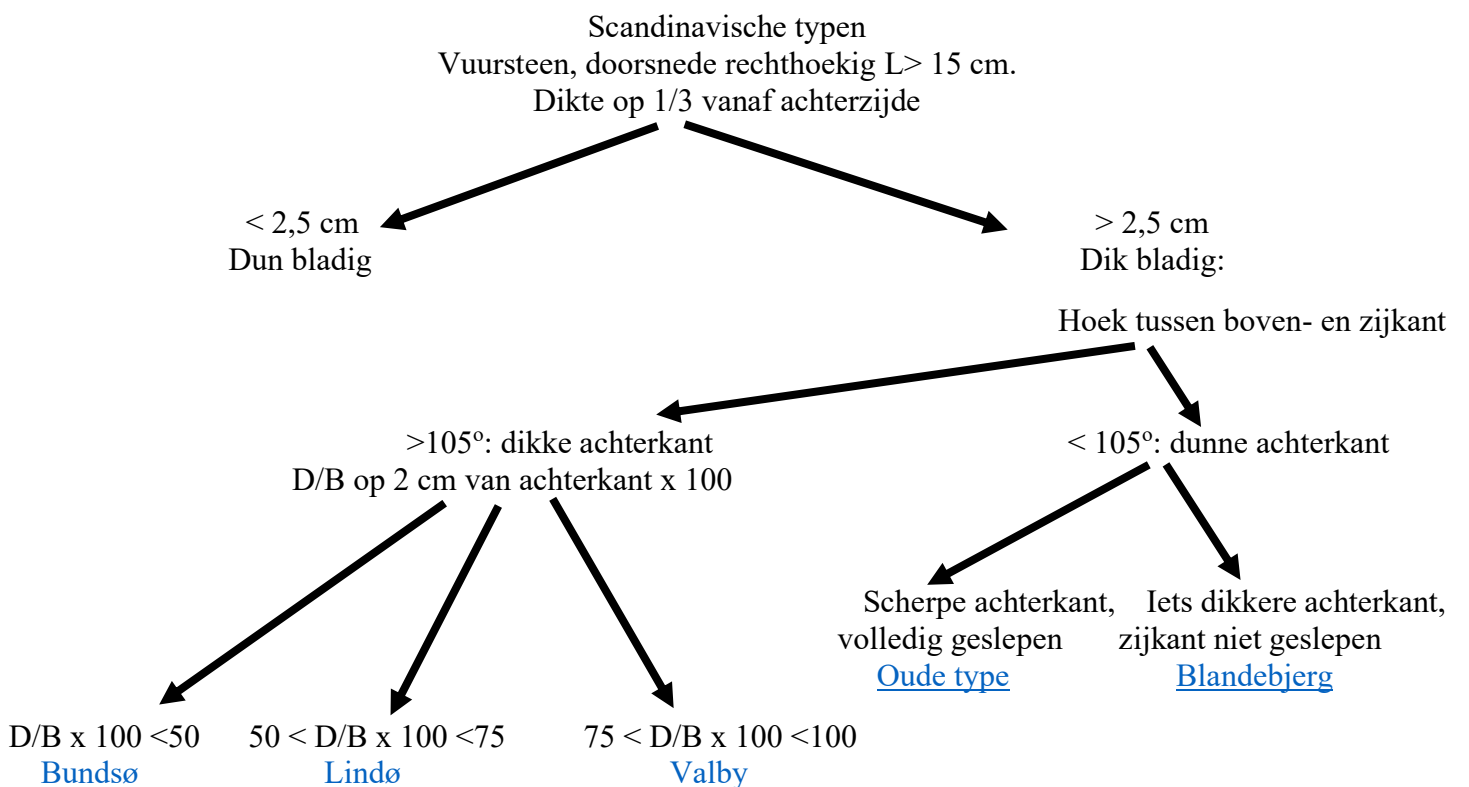 Scandinavische typen
Vuursteen, doorsnede rechthoekig L> 15 cm.
Dikte op 1/3 vanaf achterzijde
< 2,5 cm
Dun bladig
> 2,5 cm
Dik bladig:
Hoek tussen boven- en zijkant
>105º: dikke achterkant
D/B op 2 cm van achterkant x 100
< 105º: dunne achterkant
Scherpe achterkant,
volledig geslepen
Oude type
Iets dikkere achterkant,
zijkant niet geslepen
Blandebjerg
D/B x 100 <50
Bundsø
50 < D/B x 100 <75
Lindø
75 < D/B x 100 <100
Valby